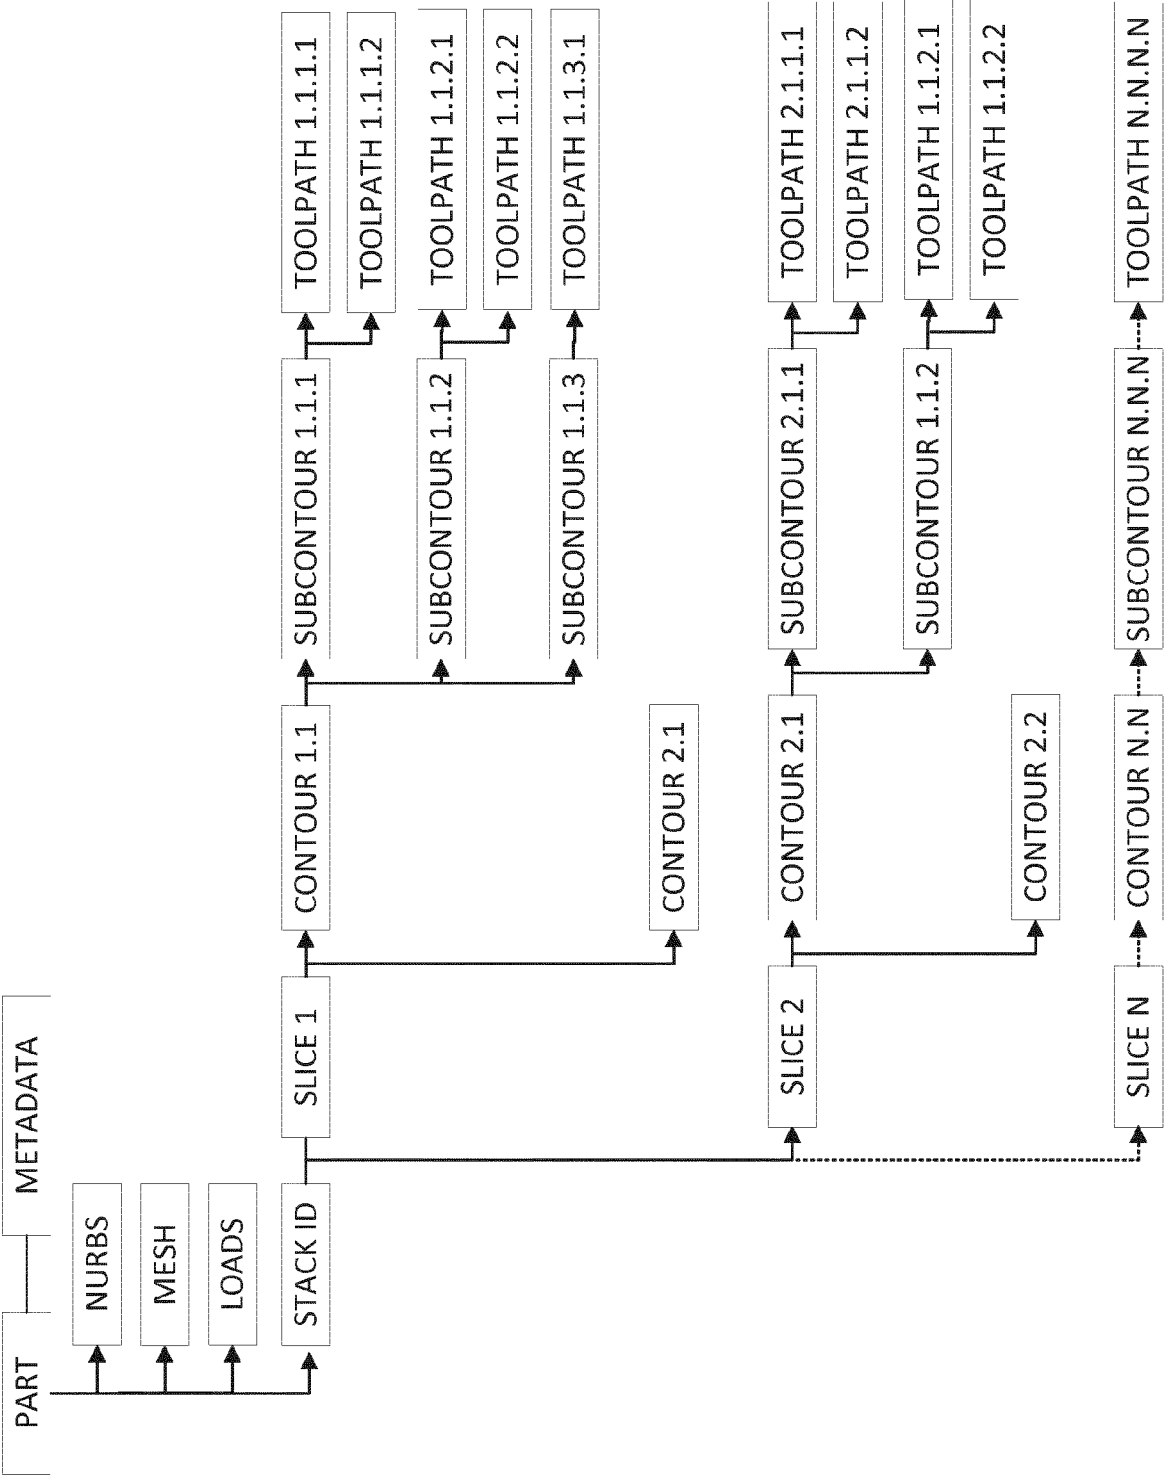 PART
METADATA
NURBS
MESH
LOADS
STACK ID
SLICE 1
CONTOUR 1.1
SUBCONTOUR 1.1.1
TOOLPATH 1.1.1.1
TOOLPATH 1.1.1.2
SUBCONTOUR 1.1.2
TOOLPATH 1.1.2.1
TOOLPATH 1.1.2.2
SUBCONTOUR 1.1.3
TOOLPATH 1.1.3.1
CONTOUR 2.1
SLICE 2
CONTOUR 2.1
SUBCONTOUR 2.1.1
TOOLPATH 2.1.1.1
TOOLPATH 2.1.1.2
SUBCONTOUR 1.1.2
TOOLPATH 1.1.2.1
TOOLPATH 1.1.2.2
CONTOUR 2.2
SLICE N
CONTOUR N.N
SUBCONTOUR N.N.N
TOOLPATH N.N.N.N